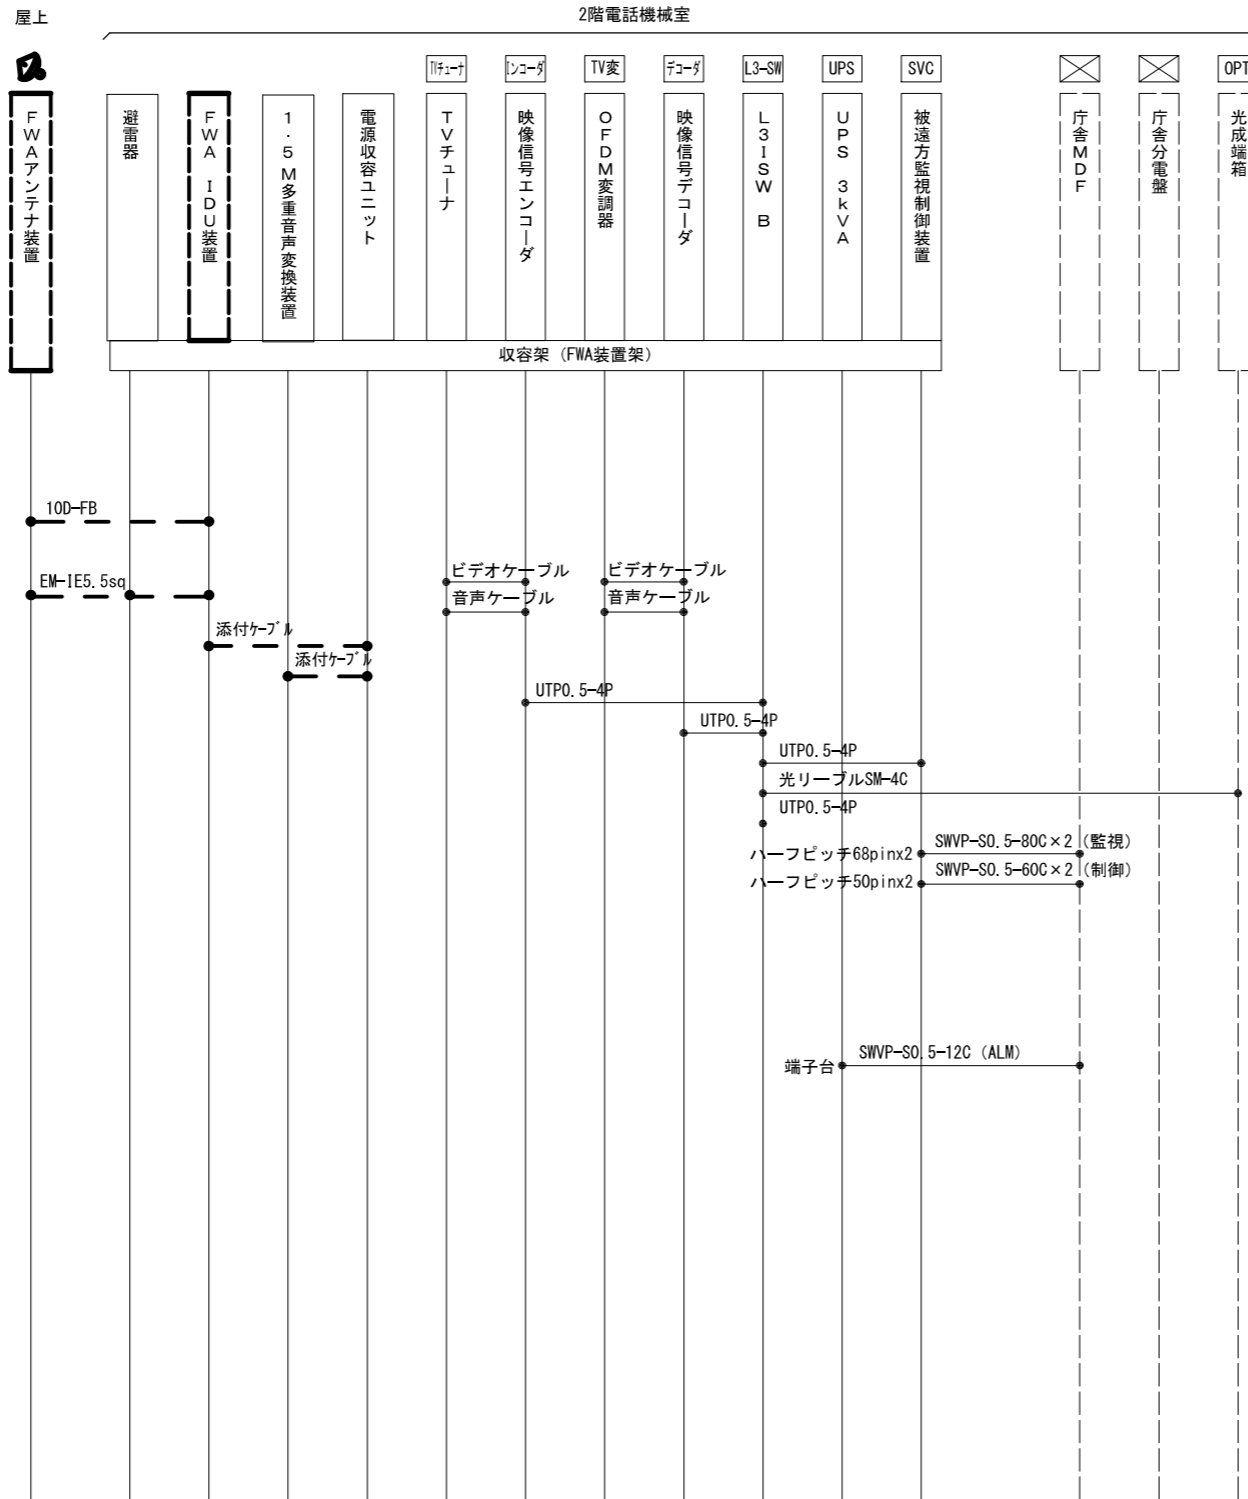 屋上
2階電話機械室
TVチューナ
エンコーダ
TV変
デコーダ
L3-SW
UPS
SVC
OPT
FWAアンテナ装置
避雷器
FWA IDU装置
1.5M多重音声変換装置
電源収容ユニット
TVチューナ
映像信号エンコーダ
OFDM変調器
映像信号デコーダ
L3ISW B
UPS 3kVA
被遠方監視制御装置
庁舎MDF
庁舎分電盤
光成端箱
収容架（FWA装置架）
10D-FB
EM-IE5.5sq
ビデオケーブル
ビデオケーブル
音声ケーブル
音声ケーブル
添付ケーブル
添付ケーブル
UTP0.5-4P
UTP0.5-4P
UTP0.5-4P
光リーブルSM-4C
UTP0.5-4P
ハーフピッチ68pinx2
SWVP-S0.5-80C×2（監視）
ハーフピッチ50pinx2
SWVP-S0.5-60C×2（制御）
端子台
SWVP-S0.5-12C（ALM）